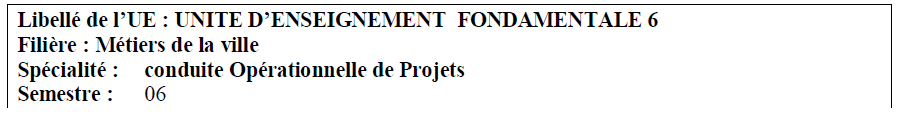 Libellé de l'UE : UNITE D'ENSEIGNEMENT FONDAMENTALE 6
Filière : Métiers de la ville
Spécialité : conduite Opérationnelle de Projets
Semestre : 06